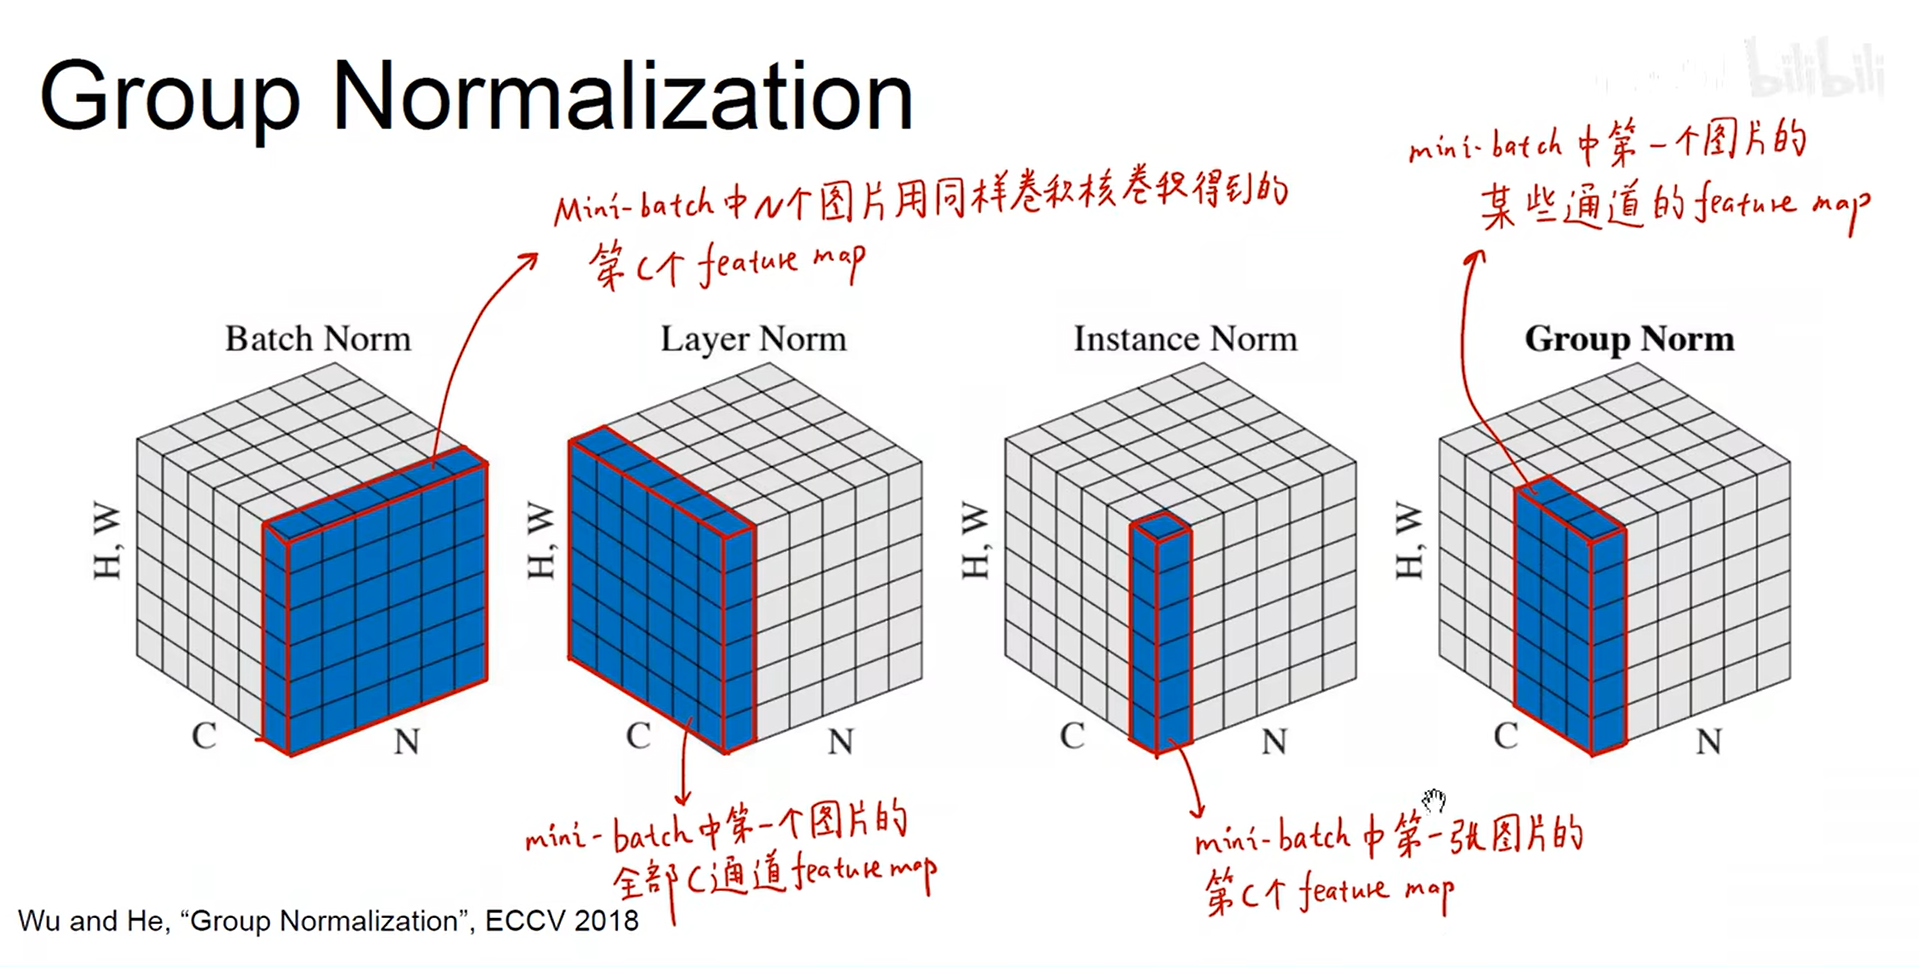 Group Normalization
bilibili
Mini-batch中N个图片用同样卷积核卷积得到的
第C个feature map
mini-batch中第一个图片的
某些通道的feature map
Batch Norm
Layer Norm
Instance Norm
Group Norm
H, W
C
N
H, W
C
N
H, W
C
N
H, W
C
N
mini-batch中第一个图片的
全部C通道feature map
mini-batch中第一张图片的
第C个feature map
Wu and He, “Group Normalization”, ECCV 2018